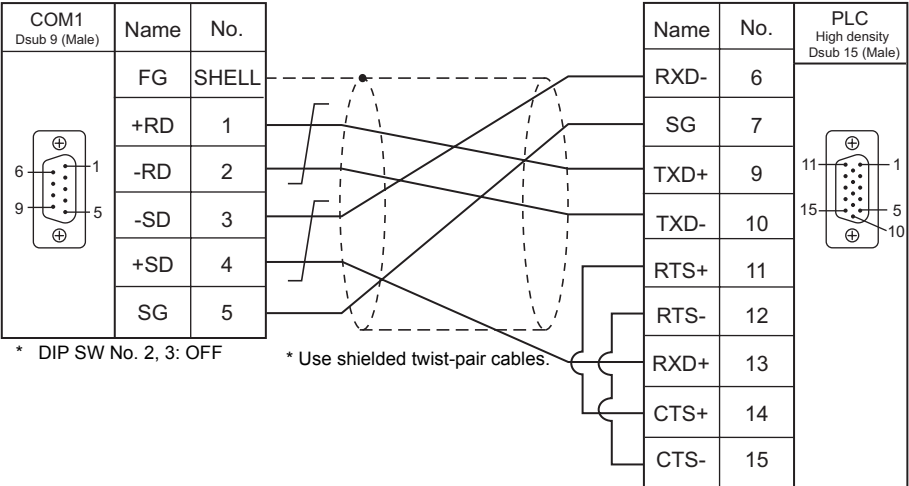 COM1
Dsub 9 (Male)
Name No.
FG SHELL
+RD 1
-RD 2
-SD 3
+SD 4
SG 5
6 1
9 5
* DIP SW No. 2, 3: OFF
* Use shielded twist-pair cables.
Name No.
PLC
High density
Dsub 15 (Male)
RXD- 6
SG 7
TXD+ 9
TXD- 10
RTS+ 11
RTS- 12
RXD+ 13
CTS+ 14
CTS- 15
11 1
15 5
10